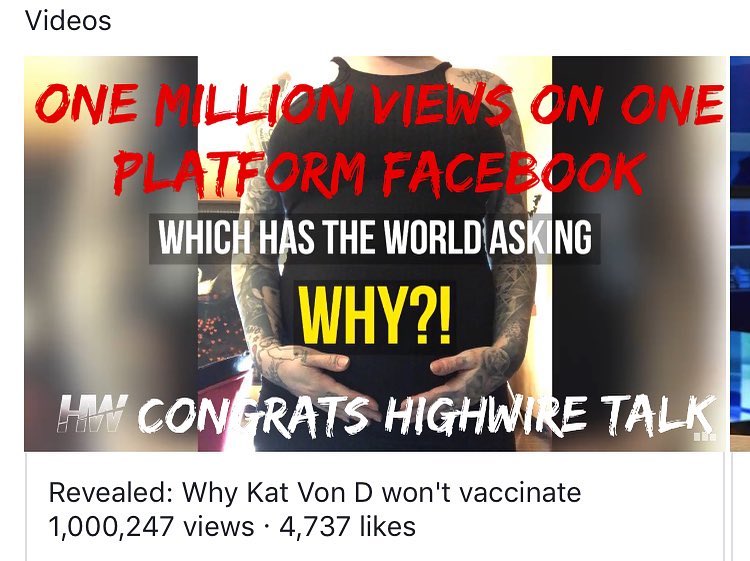 Videos
ONE MILLION VIEWS ON ONE
PLATFORM FACEBOOK
WHICH HAS THE WORLD ASKING
WHY?!
HW CONGRATS HIGHWIRE TALK
Revealed: Why Kat Von D won't vaccinate
1,000,247 views · 4,737 likes